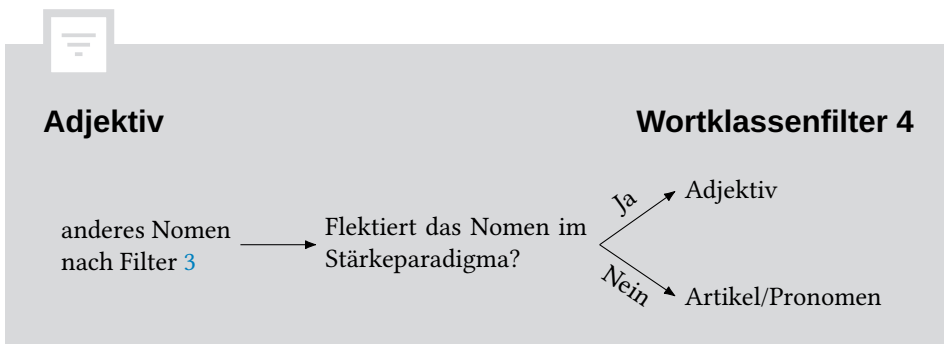 Adjektiv
Wortklassenfilter 4
anderes Nomen
nach Filter 3
Flektiert das Nomen im
Stärkeparadigma?
Ja
Adjektiv
Nein
Artikel/Pronomen